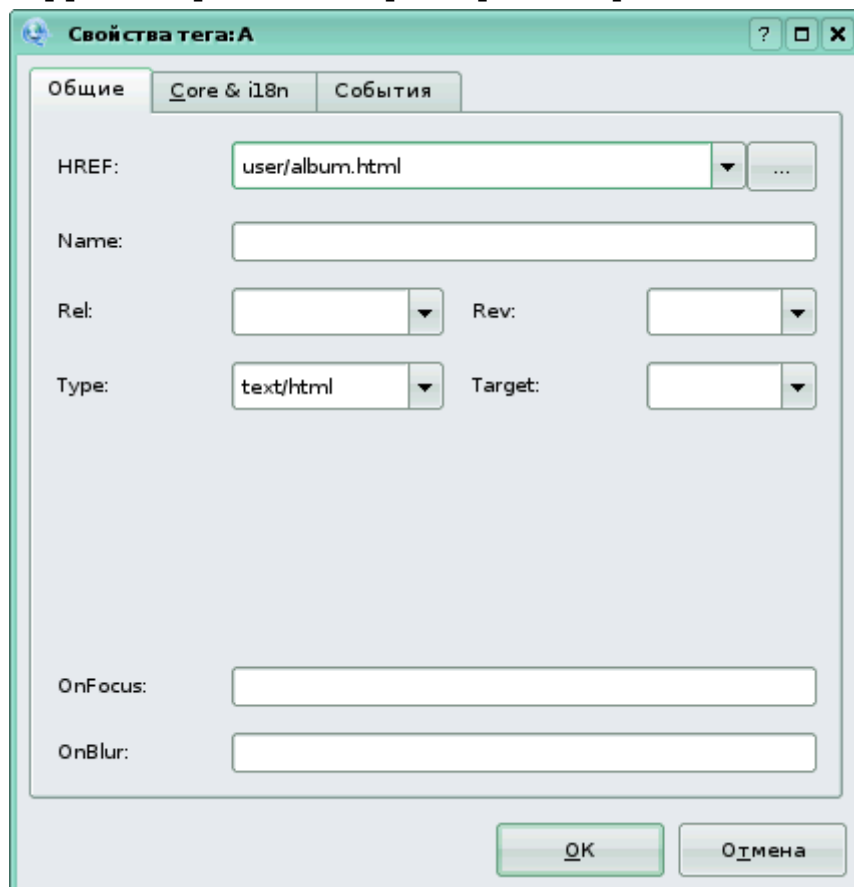 Свойства тега: A
Общие Core & i18n События
HREF: user/album.html ...
Name:
Rel: Rev:
Type: text/html Target:
OnFocus:
OnBlur:
OK Отмена